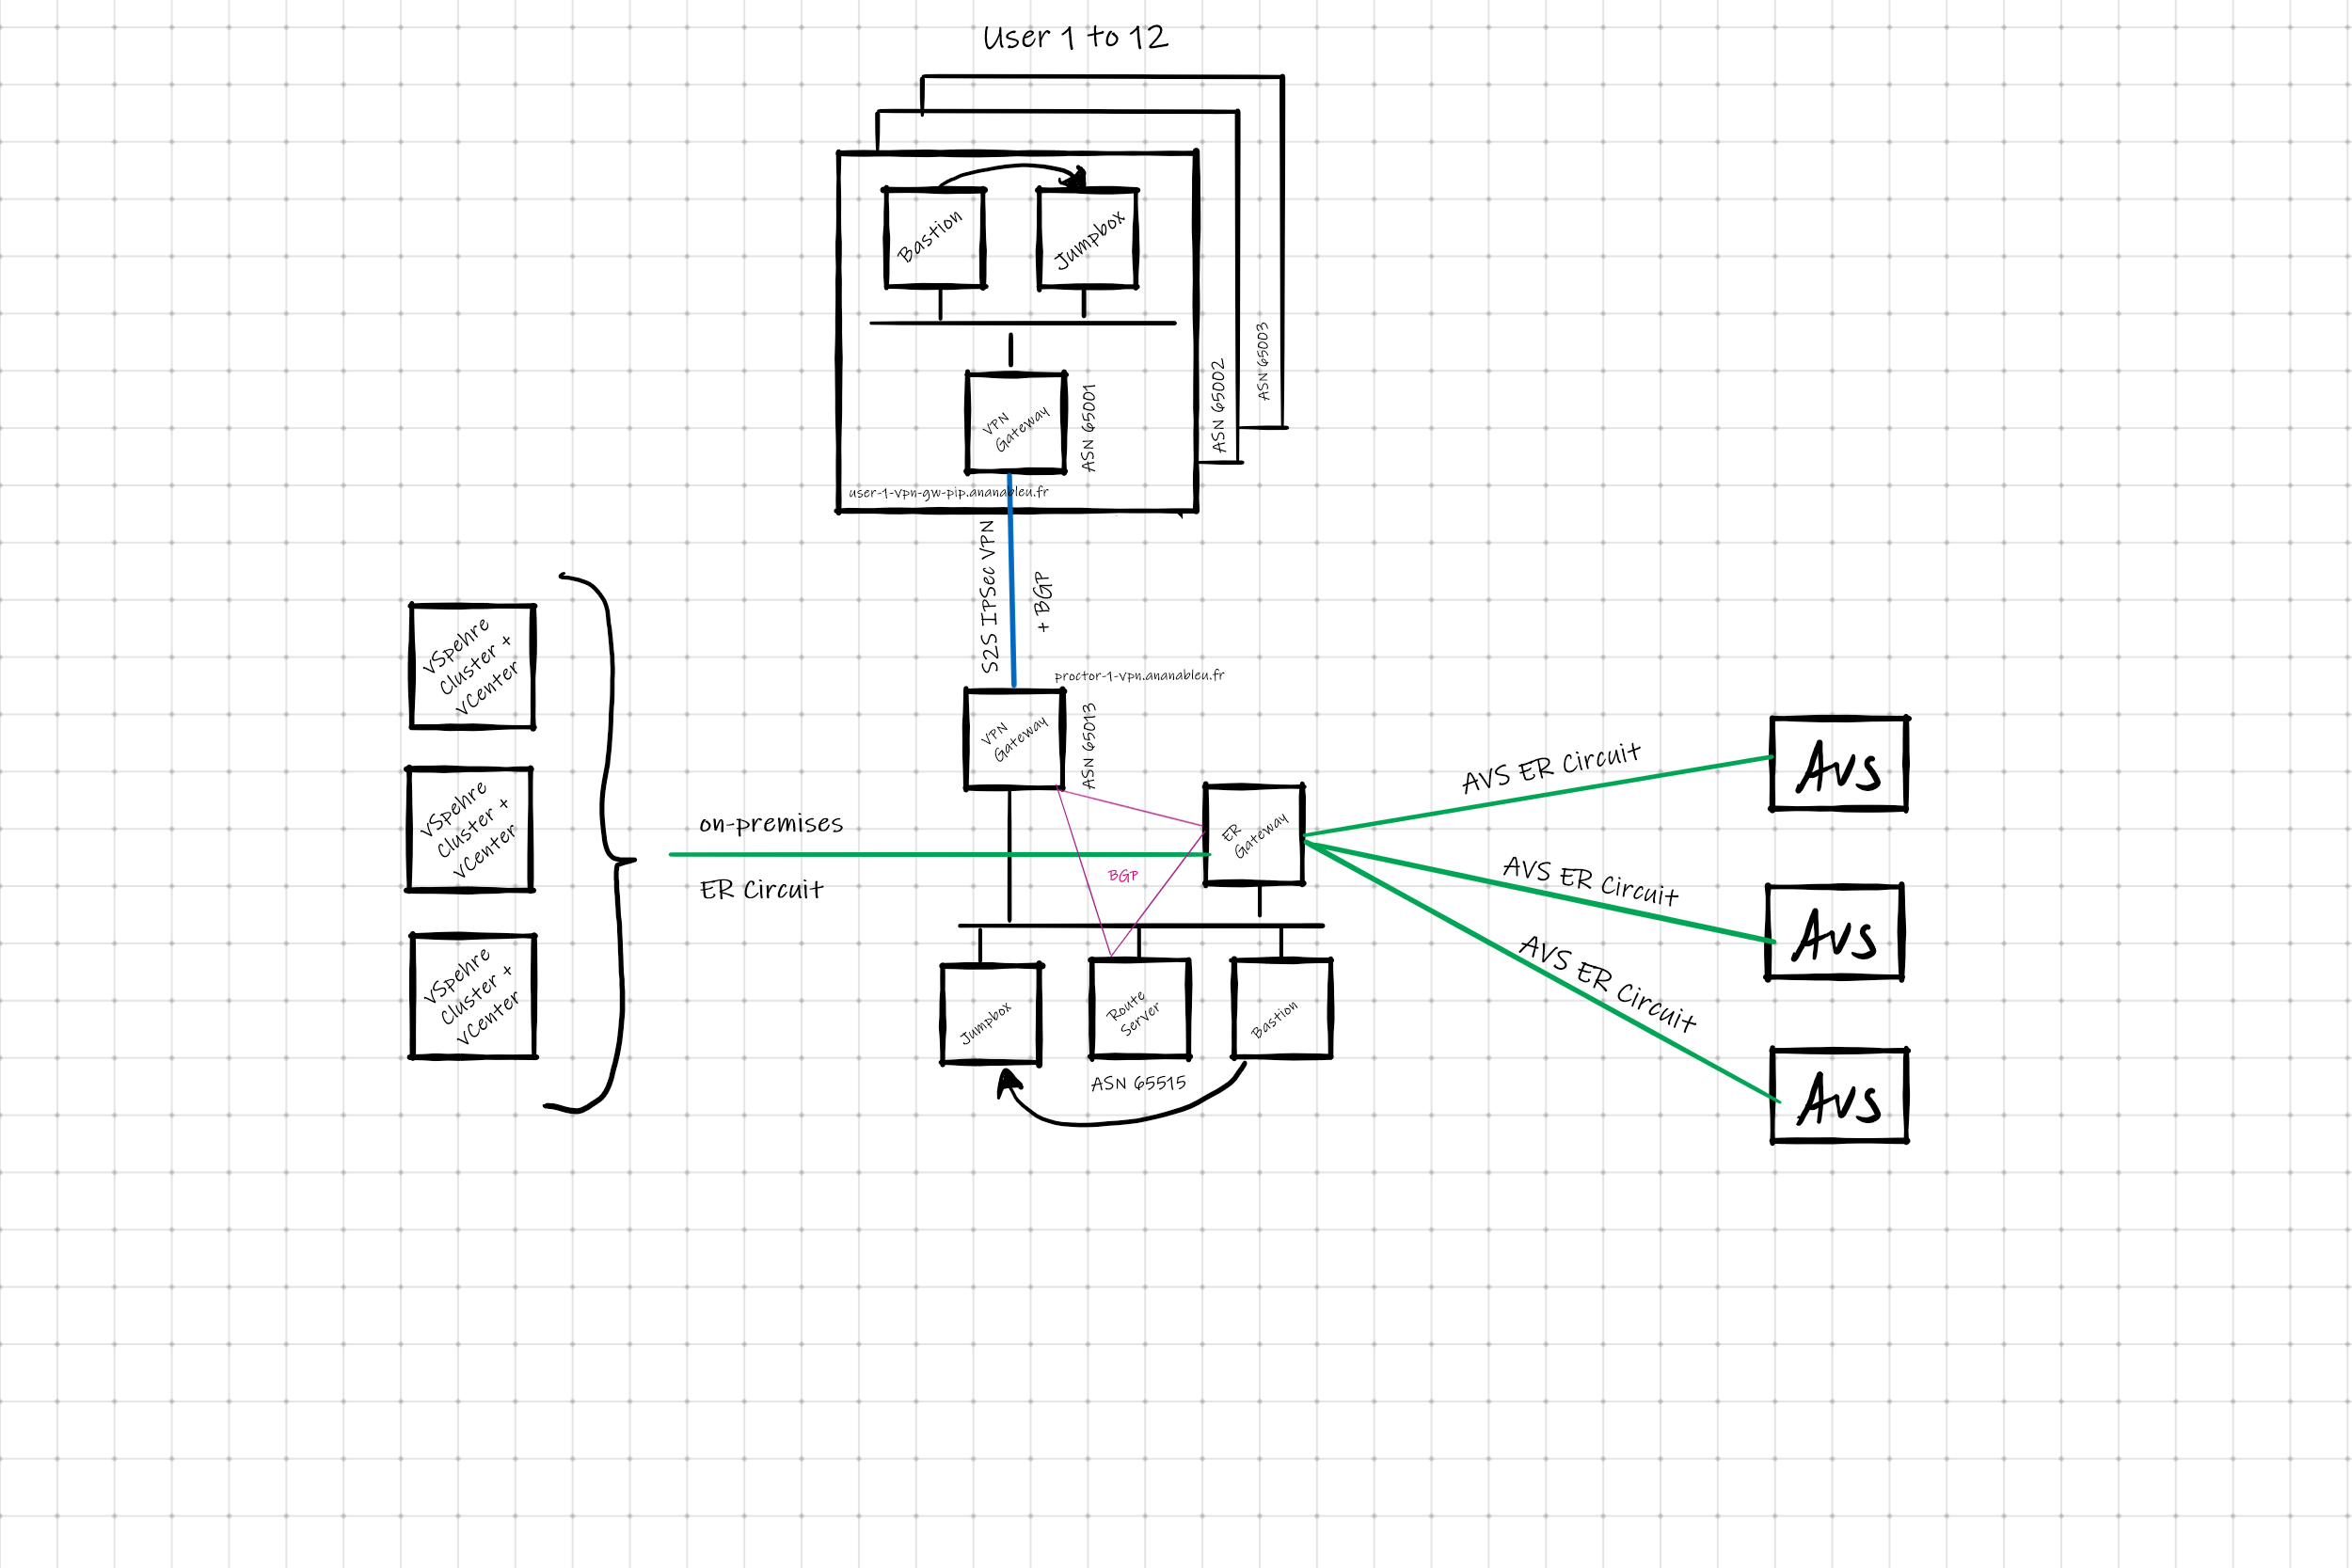 User 1 to 12
Bastion
Jumpbox
ASN 65003
ASN 65002
VPN
Gateway
ASN 65001
user-1-vpn-gw-pip.ananableu.fr
S2S IPSec VPN
+ BGP
proctor-1-vpn.ananableu.fr
VPN
Gateway
ASN 65013
vSpehre
Cluster +
vCenter
vSpehre
Cluster +
vCenter
vSpehre
Cluster +
vCenter
on-premises
ER Circuit
ER
Gateway
BGP
Jumpbox
Route
Server
Bastion
ASN 65515
AVS ER Circuit
AVS ER Circuit
AVS ER Circuit
AVS
AVS
AVS